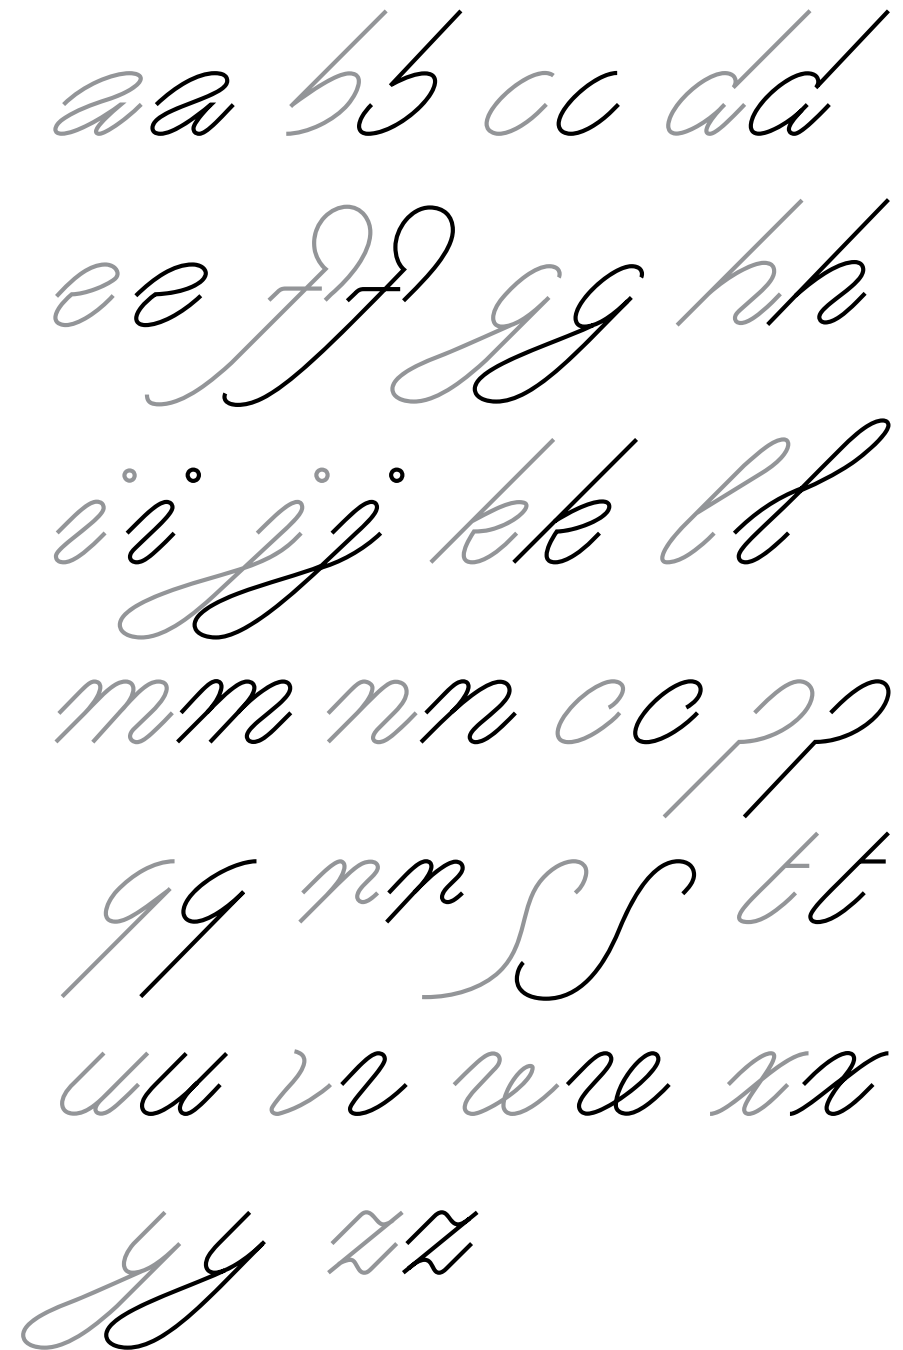 aa bb cc dd
ee ff gg hh
ii jj kk ll
mm nn oo pp
qq rr ss tt
uu vv ww xx
yy zz